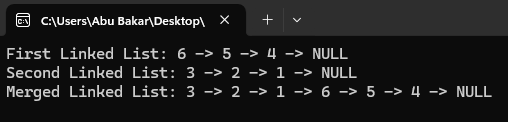 C:\Users\Abu Bakar\Desktop\
First Linked List: 6 -> 5 -> 4 -> NULL
Second Linked List: 3 -> 2 -> 1 -> NULL
Merged Linked List: 3 -> 2 -> 1 -> 6 -> 5 -> 4 -> NULL